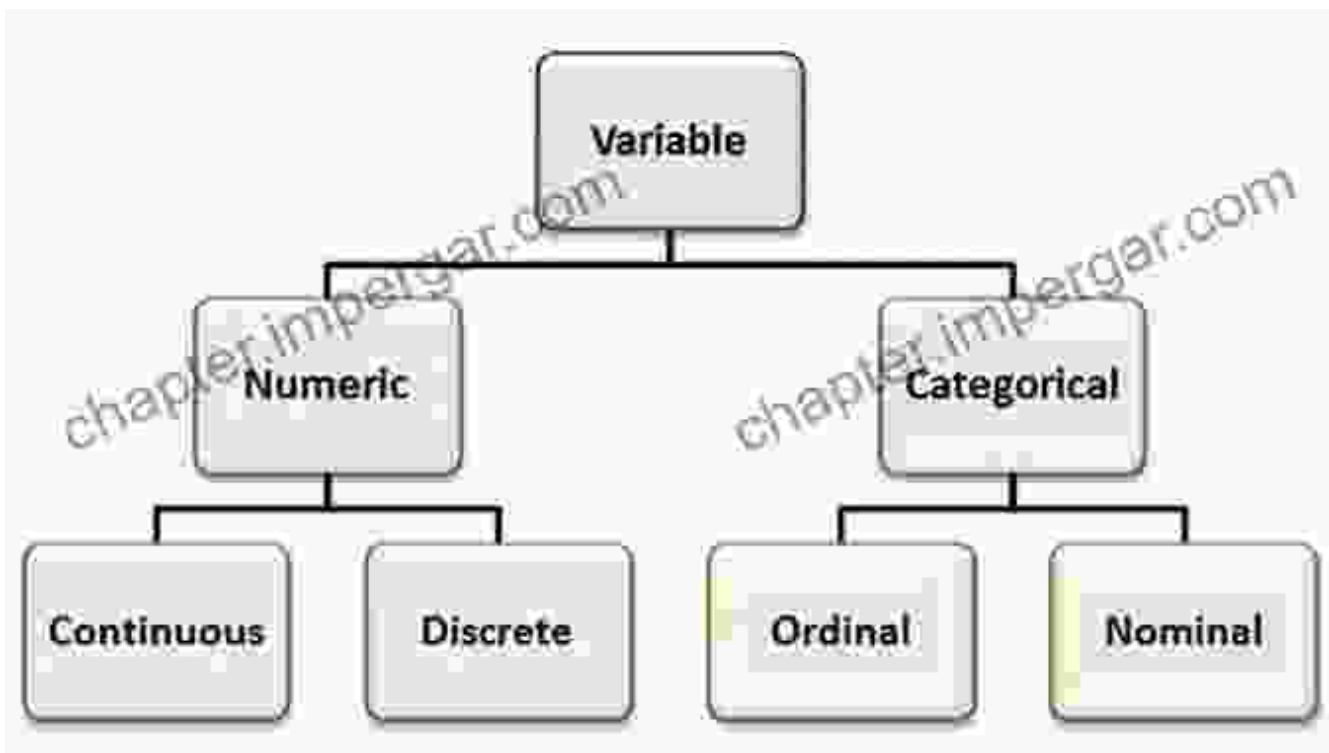 Variable
chapter.impergar.com
chapter.impergar.com
Numeric
Categorical
Continuous
Discrete
Ordinal
Nominal